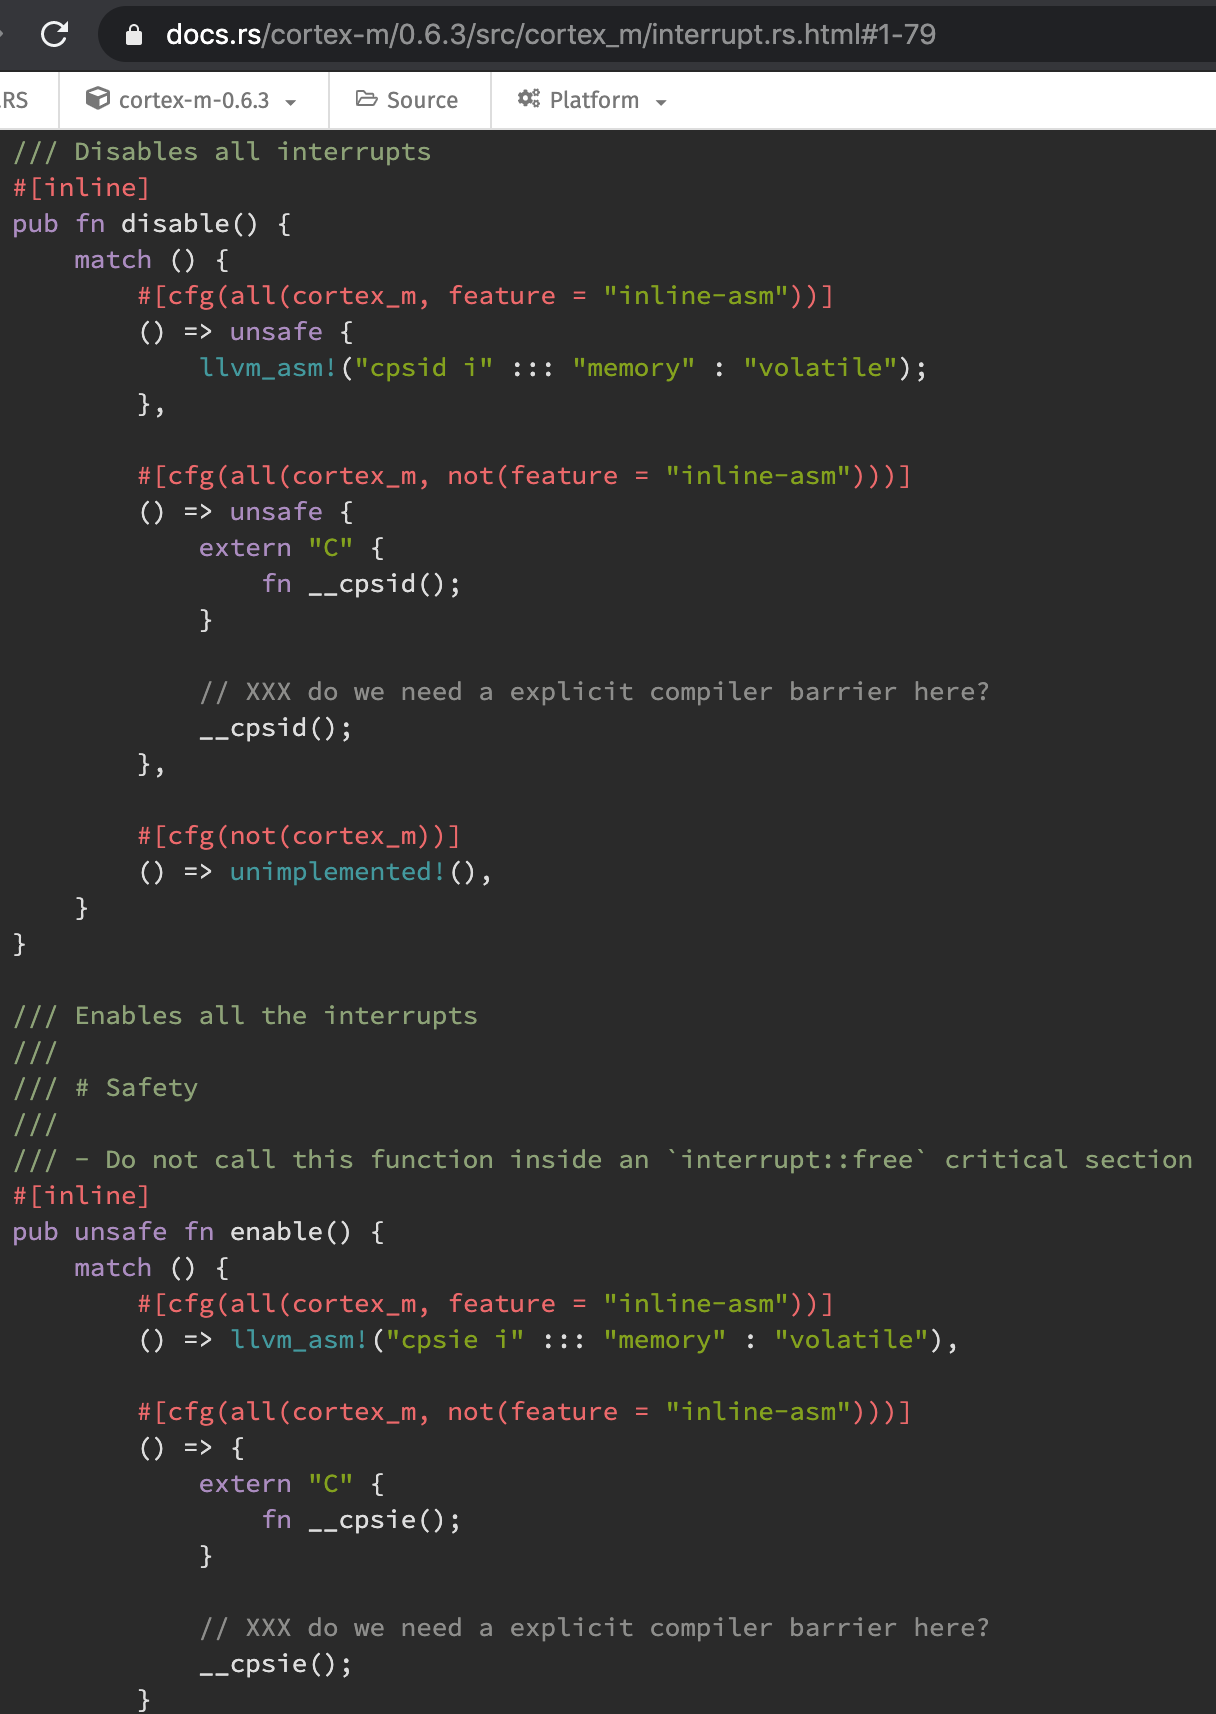 docs.rs/cortex-m/0.6.3/src/cortex_m/interrupt.rs.html#1-79
.RS cortex-m-0.6.3 Source Platform
/// Disables all interrupts
#[inline]
pub fn disable() {
    match () {
        #[cfg(all(cortex_m, feature = "inline-asm"))]
        () => unsafe {
            llvm_asm!("cpsid i" ::: "memory" : "volatile");
        },

        #[cfg(all(cortex_m, not(feature = "inline-asm")))]
        () => unsafe {
            extern "C" {
                fn __cpsid();
            }

            // XXX do we need a explicit compiler barrier here?
            __cpsid();
        },

        #[cfg(not(cortex_m))]
        () => unimplemented!(),
    }
}

/// Enables all the interrupts
///
/// # Safety
///
/// - Do not call this function inside an `interrupt::free` critical section
#[inline]
pub unsafe fn enable() {
    match () {
        #[cfg(all(cortex_m, feature = "inline-asm"))]
        () => llvm_asm!("cpsie i" ::: "memory" : "volatile"),

        #[cfg(all(cortex_m, not(feature = "inline-asm")))]
        () => {
            extern "C" {
                fn __cpsie();
            }

            // XXX do we need a explicit compiler barrier here?
            __cpsie();
        }